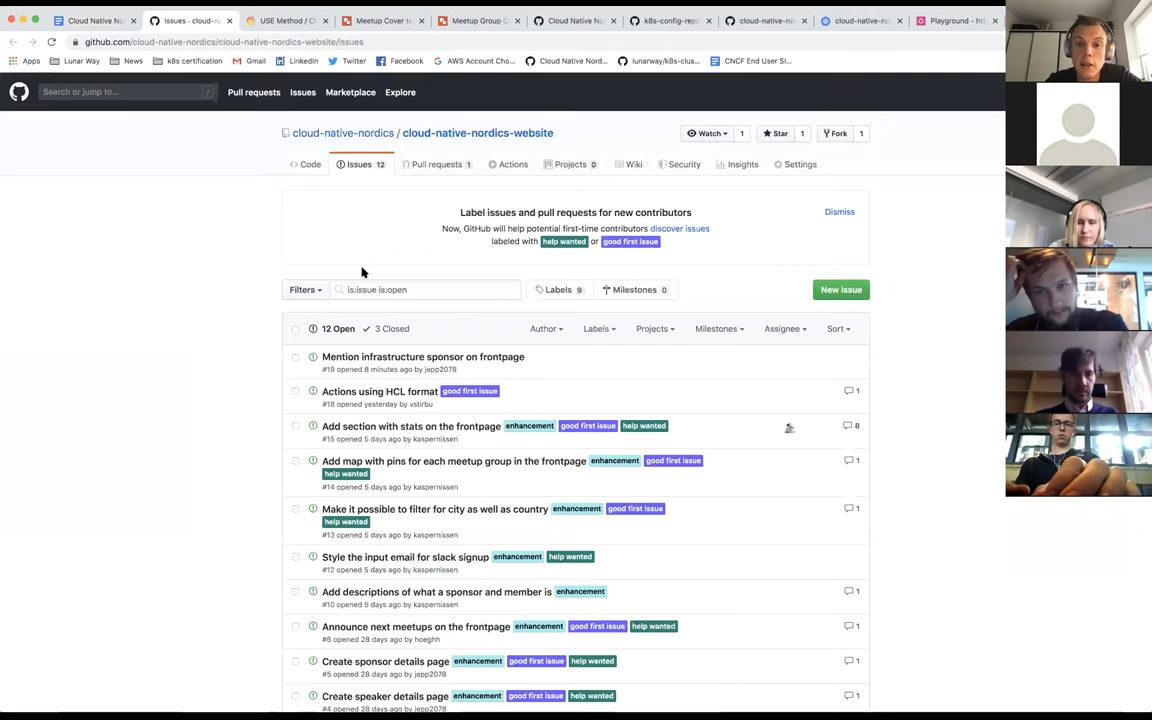 Cloud Native No
Issues · cloud-n
USE Method / C
Meetup Cover te
Meetup Group C
Cloud Native No
k8s-config-rep
cloud-native-no
cloud-native-no
Playground - ht
github.com/cloud-native-nordics/cloud-native-nordics-website/issues
Apps
Lunar Way
News
k8s certification
Gmail
LinkedIn
Twitter
Facebook
AWS Account Cho...
Cloud Native Nord...
lunarway/k8s-clus...
CNCF End User SI...
Search or jump to...
/
Pull requests
Issues
Marketplace
Explore
cloud-native-nordics / cloud-native-nordics-website
Watch
1
Star
1
Fork
1
Code
Issues 12
Pull requests 1
Actions
Projects 0
Wiki
Security
Insights
Settings
Label issues and pull requests for new contributors
Dismiss
Now, GitHub will help potential first-time contributors discover issues
labeled with help wanted or good first issue
Filters
is:issue is:open
Labels 9
Milestones 0
New issue
12 Open
3 Closed
Author
Labels
Projects
Milestones
Assignee
Sort
Mention infrastructure sponsor on frontpage
#19 opened 8 minutes ago by jepp2078
Actions using HCL format good first issue
1
#18 opened yesterday by vstirbu
Add section with stats on the frontpage enhancement good first issue help wanted
8
#15 opened 5 days ago by kaspernissen
Add map with pins for each meetup group in the frontpage enhancement good first issue
1
help wanted
#14 opened 5 days ago by kaspernissen
Make it possible to filter for city as well as country enhancement good first issue
1
help wanted
#13 opened 5 days ago by kaspernissen
Style the input email for slack signup enhancement help wanted
#12 opened 5 days ago by kaspernissen
Add descriptions of what a sponsor and member is enhancement
1
#10 opened 5 days ago by kaspernissen
Announce next meetups on the frontpage enhancement good first issue help wanted
1
#6 opened 28 days ago by hoeghh
Create sponsor details page enhancement good first issue help wanted
1
#5 opened 28 days ago by jepp2078
Create speaker details page enhancement good first issue help wanted
1
#4 opened 28 days ago by jepp2078